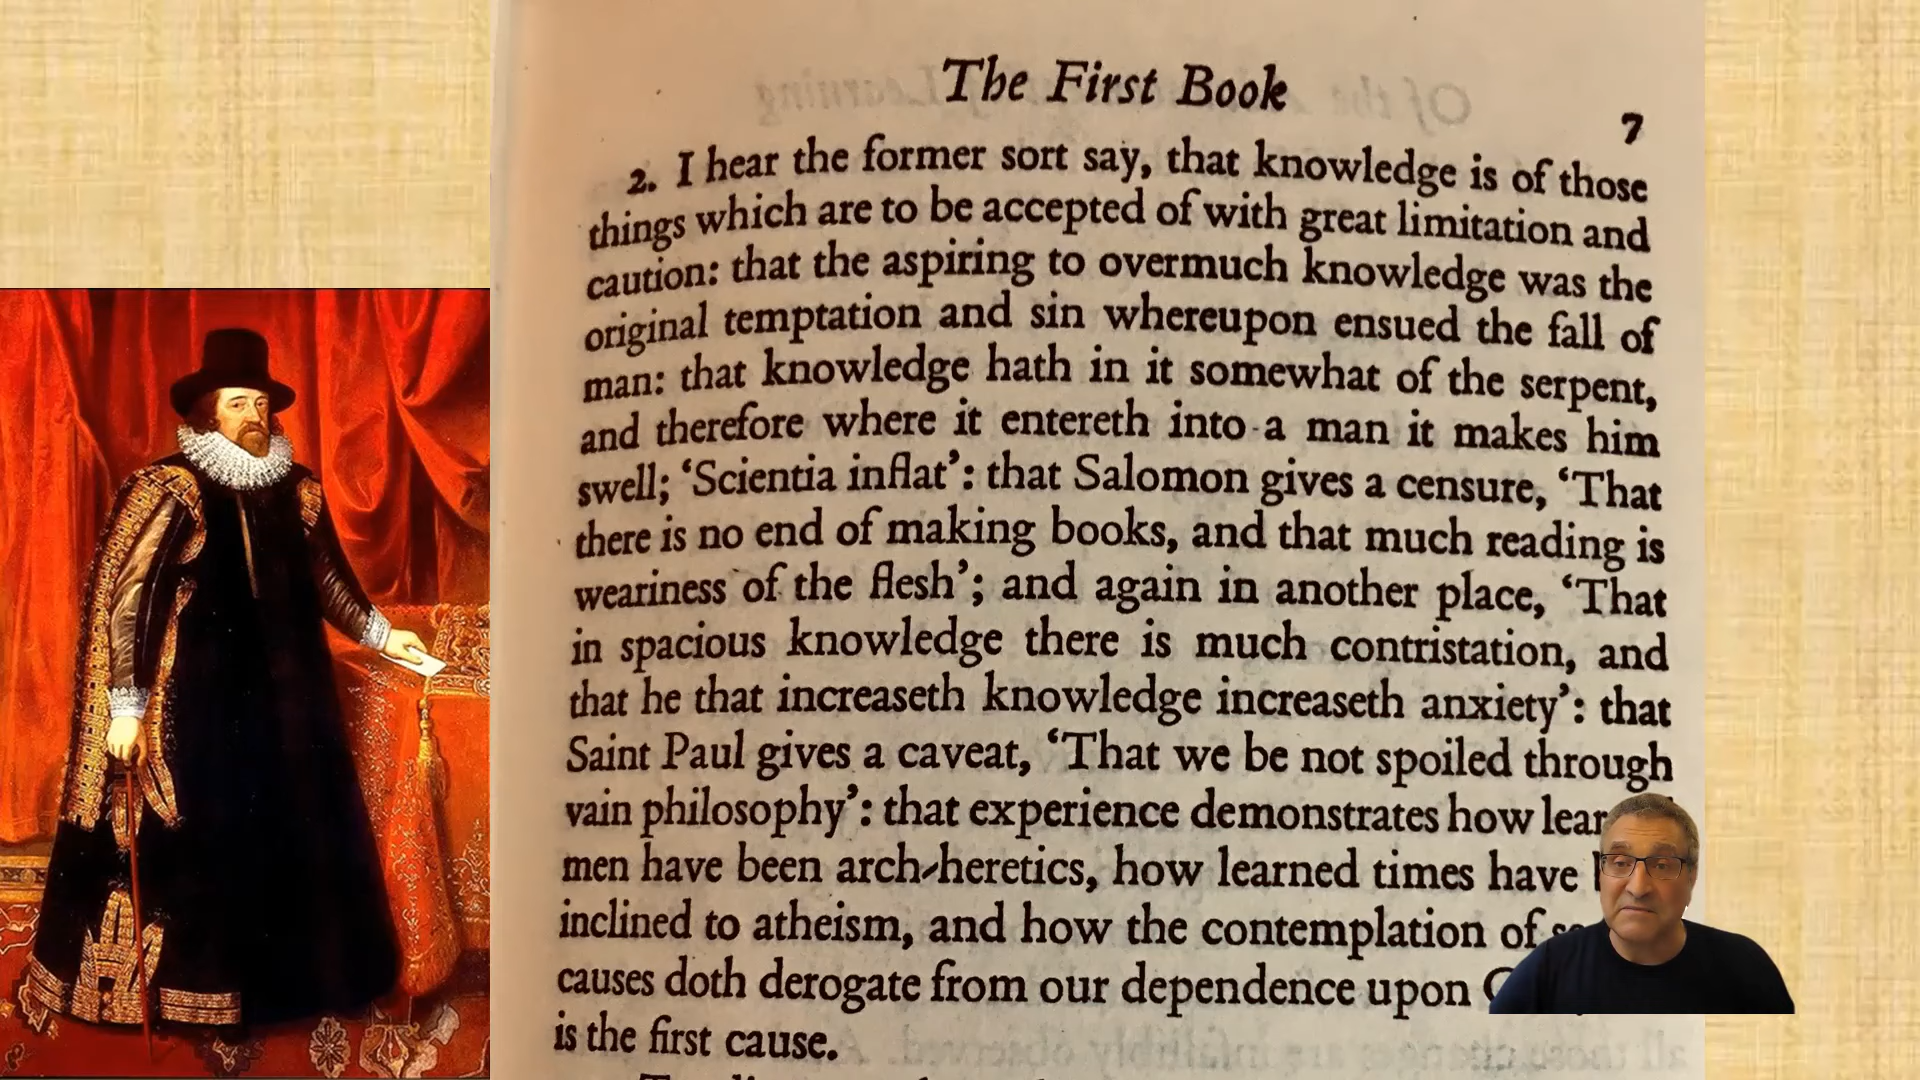 The First Book
7
2. I hear the former sort say, that knowledge is of those
things which are to be accepted of with great limitation and
caution: that the aspiring to overmuch knowledge was the
original temptation and sin whereupon ensued the fall of
man: that knowledge hath in it somewhat of the serpent,
and therefore where it entereth into a man it makes him
swell; ‘Scientia inflat’: that Salomon gives a censure, ‘That
there is no end of making books, and that much reading is
weariness of the flesh’; and again in another place, ‘That
in spacious knowledge there is much contristation, and
that he that increaseth knowledge increaseth anxiety’: that
Saint Paul gives a caveat, ‘That we be not spoiled through
vain philosophy’: that experience demonstrates how
men have been arch-heretics, how learned times have
inclined to atheism, and how the contemplation of
causes doth derogate from our dependence upon
is the first cause.